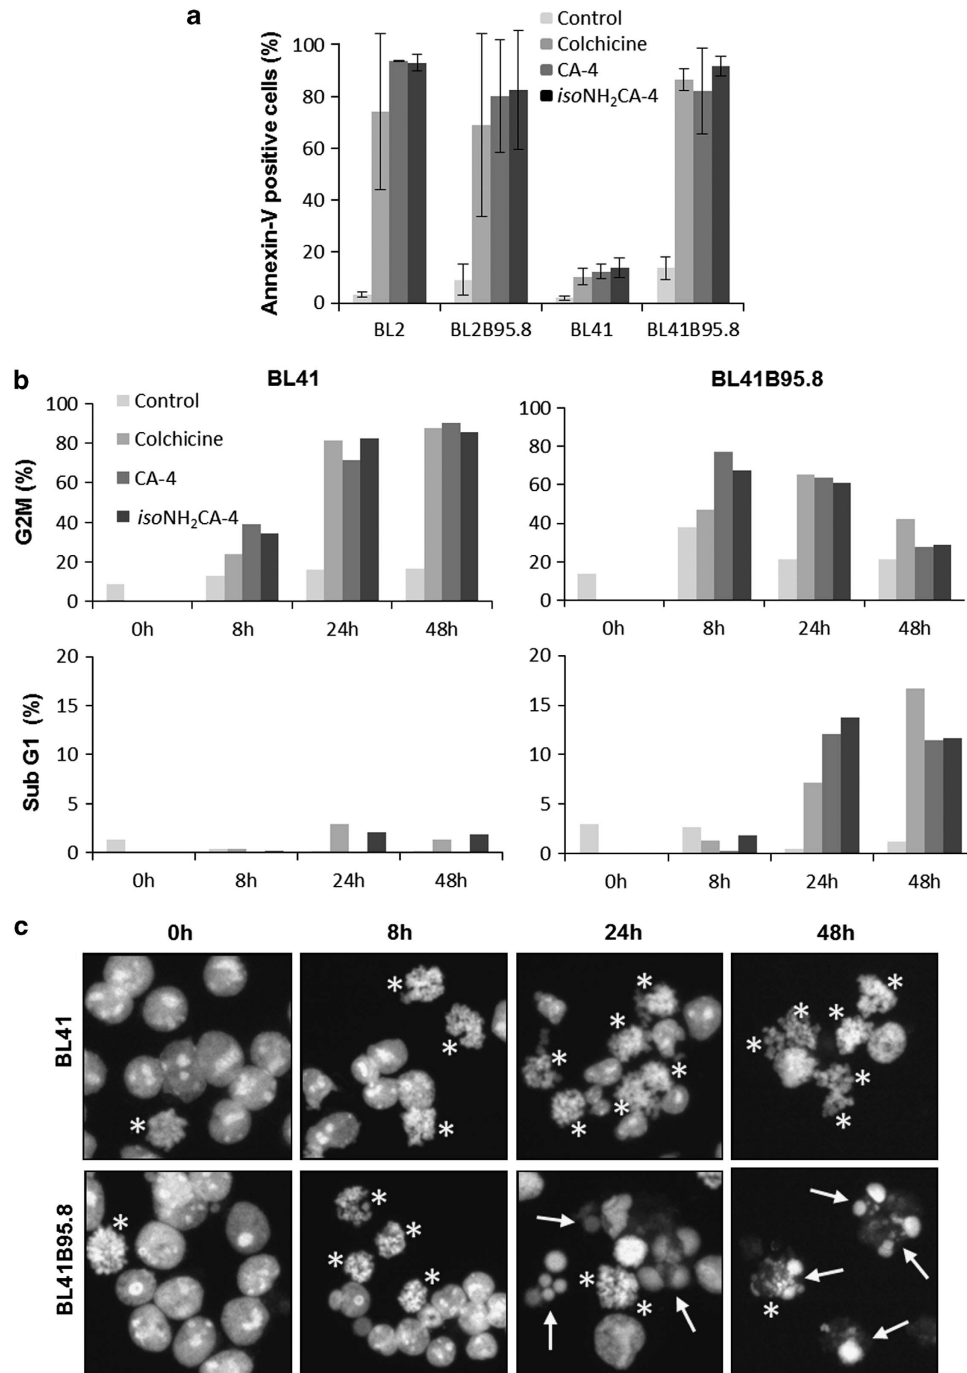 a
Control
Colchicine
CA-4
isoNH₂CA-4
Annexin-V positive cells (%)
100
80
60
40
20
0
BL2
BL2B95.8
BL41
BL41B95.8
b
BL41
BL41B95.8
Control
Colchicine
CA-4
isoNH₂CA-4
G2M (%)
100
80
60
40
20
0
0h
8h
24h
48h
100
80
60
40
20
0
0h
8h
24h
48h
Sub G1 (%)
20
15
10
5
0
0h
8h
24h
48h
20
15
10
5
0
0h
8h
24h
48h
c
0h
8h
24h
48h
BL41
* * * * * * * * * * * * * * *
BL41B95.8
* * * * * * * *